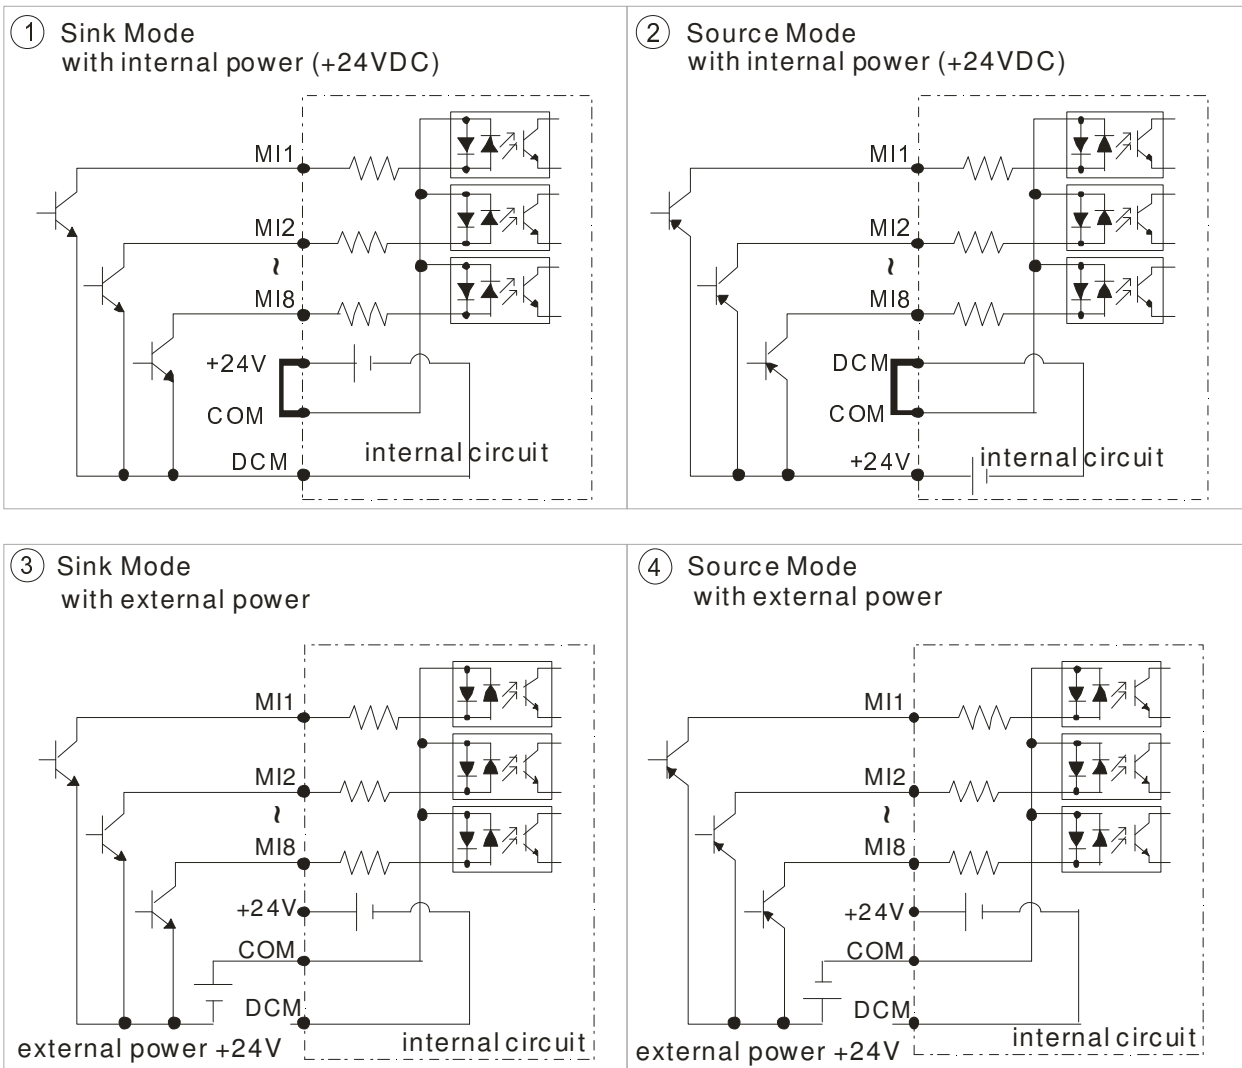 1 Sink Mode
with internal power (+24VDC)
MI1
MI2
~
MI8
+24V
COM
DCM
internal circuit
2 Source Mode
with internal power (+24VDC)
MI1
MI2
~
MI8
DCM
COM
+24V
internal circuit
3 Sink Mode
with external power
MI1
MI2
~
MI8
+24V
COM
DCM
internal circuit
external power +24V
4 Source Mode
with external power
MI1
MI2
~
MI8
+24V
COM
DCM
internal circuit
external power +24V